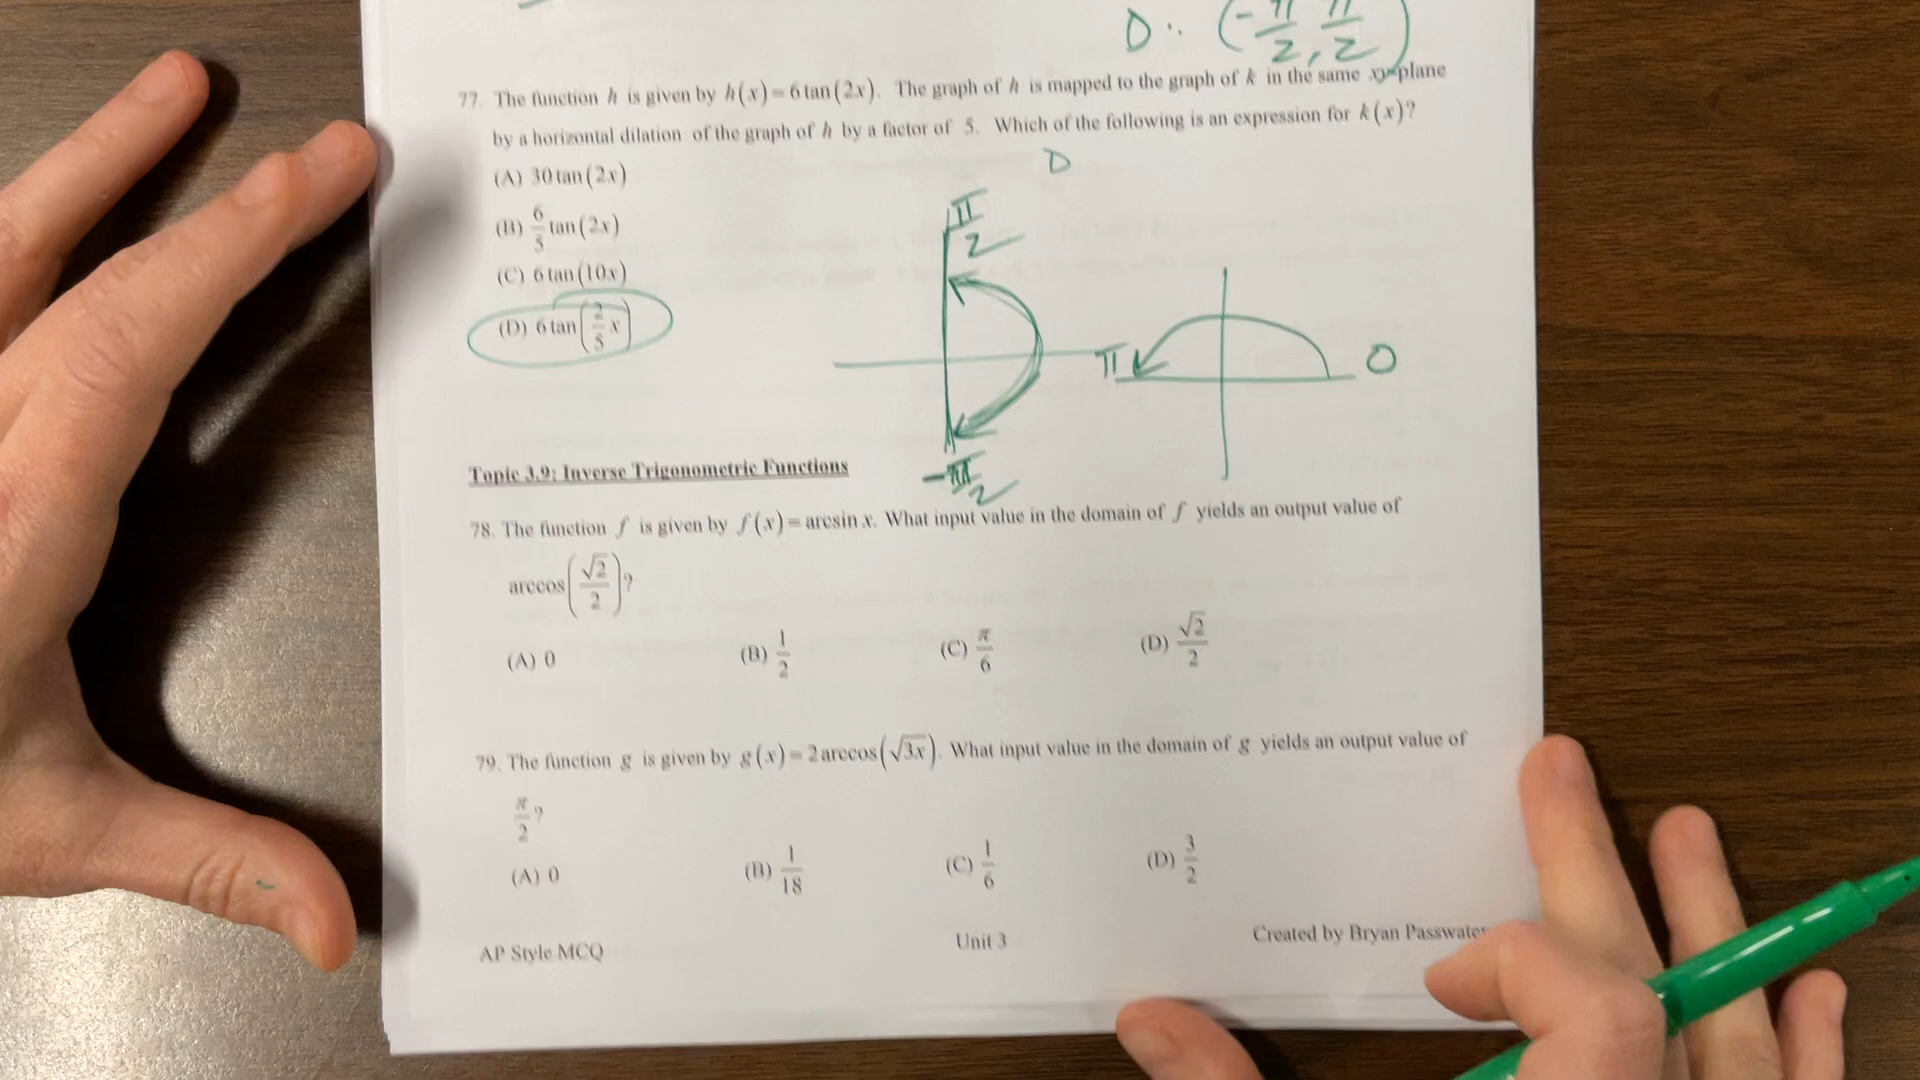 D: (-π/2, π/2)
77. The function h is given by h(x) = 6 tan(2x). The graph of h is mapped to the graph of k in the same xy-plane
by a horizontal dilation of the graph of h by a factor of 5. Which of the following is an expression for k(x)?
D
(A) 30 tan(2x)
(B) 6/5 tan(2x)
(C) 6 tan(10x)
(D) 6 tan(2/5 x)
π/2
π
0
-π/2
Topic 3.9: Inverse Trigonometric Functions
78. The function f is given by f(x) = arcsin x. What input value in the domain of f yields an output value of
arccos(√2/2)?
(A) 0 (B) 1/2 (C) π/6 (D) √2/2
79. The function g is given by g(x) = 2 arccos(√3x). What input value in the domain of g yields an output value of
π/2?
(A) 0 (B) 1/18 (C) 1/6 (D) 3/2
AP Style MCQ Unit 3 Created by Bryan Passwater